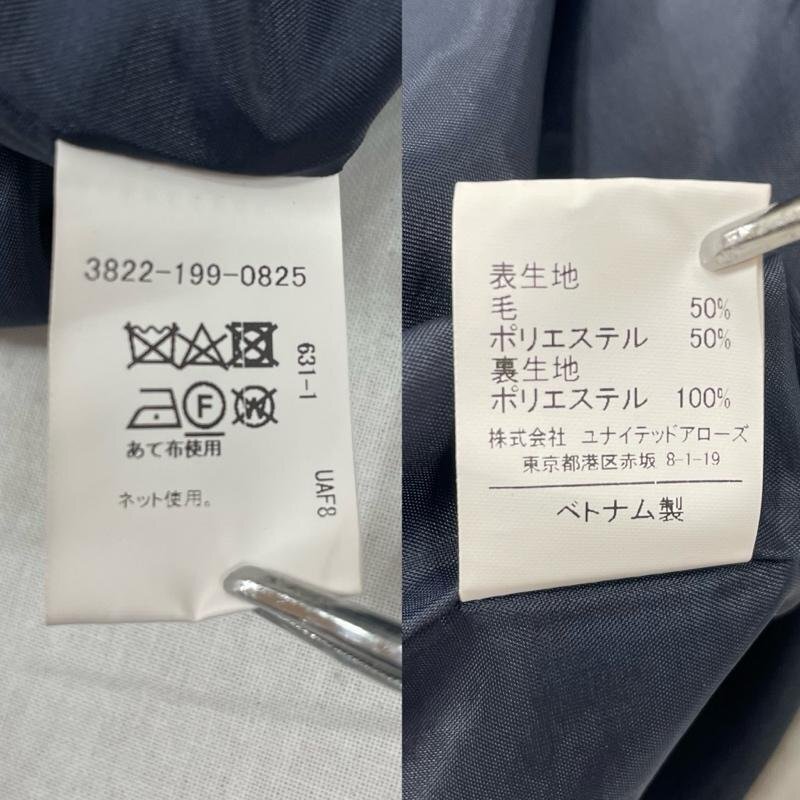 3822-199-0825
631-1
F
W
あて布使用
ネット使用。
UAF8
表生地
毛 50%
ポリエステル 50%
裏生地
ポリエステル 100%
株式会社 ユナイテッドアローズ
東京都港区赤坂 8-1-19
ベトナム製